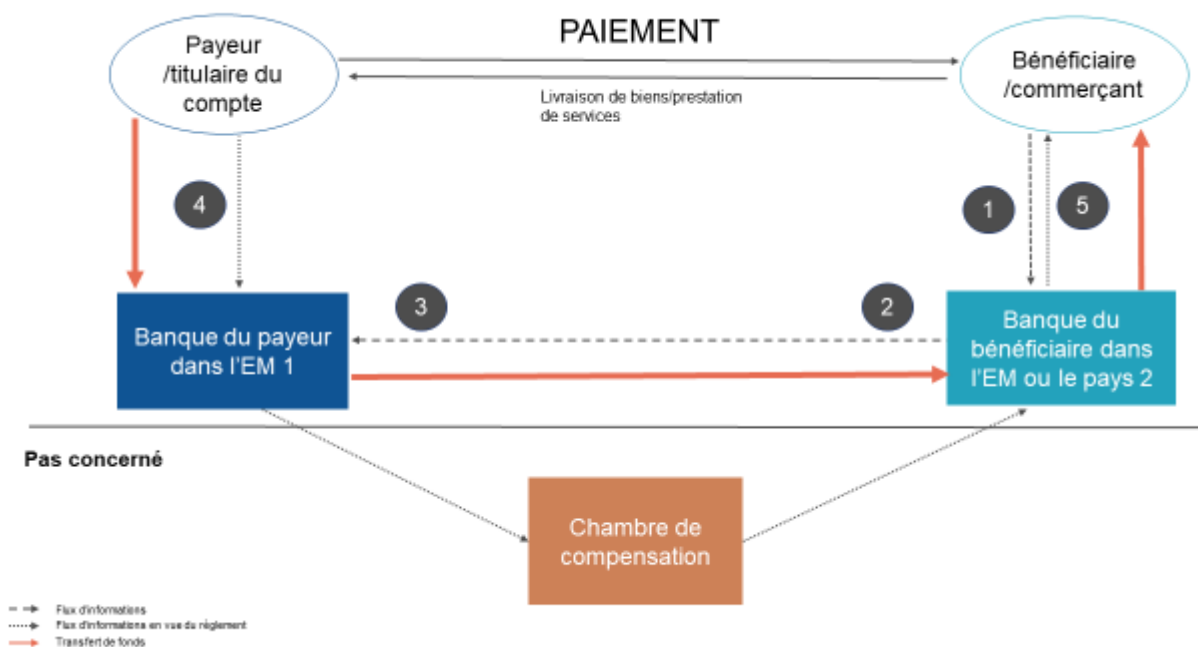 Payeur
/titulaire du
compte
PAIEMENT
Bénéficiaire
/commerçant
Livraison de biens/prestation
de services
4
1
5
3
2
Banque du payeur
dans l'EM 1
Banque du
bénéficiaire dans
l'EM ou le pays 2
Pas concerné
Chambre de
compensation
Flux d'informations
Flux d'informations en vue du règlement
Transfert de fonds